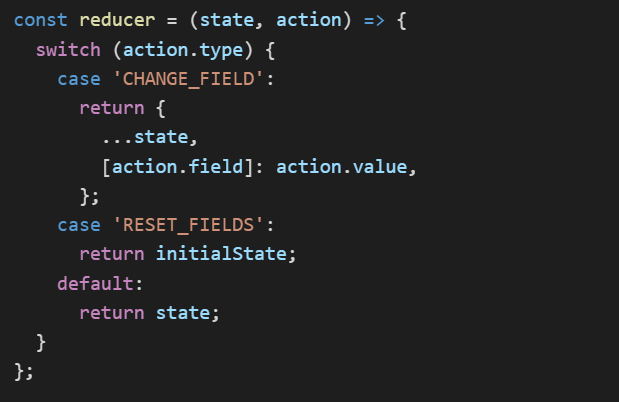 const reducer = (state, action) => {
  switch (action.type) {
    case 'CHANGE_FIELD':
      return {
        ...state,
        [action.field]: action.value,
      };
    case 'RESET_FIELDS':
      return initialState;
    default:
      return state;
  }
};